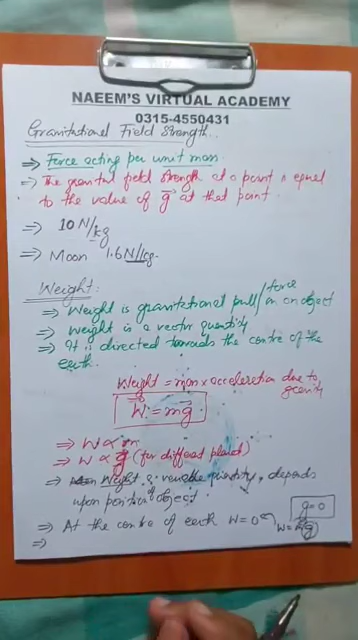 NAEEM'S VIRTUAL ACADEMY
0315-4550431
Gravitational Field Strength.
⇒ Force acting per unit mass.
⇒ The gravital field strength at a point is equal
to the value of g⃗ at that point.
⇒ 10 N/kg
⇒ Moon 1.6N/kg.
Weight:
⇒ Weight is gravitational pull/force on an object
⇒ Weight is a vector quantity
⇒ It is directed towards the centre of the
earth.
Weight = mass x acceleration due to
gravity
W⃗ = mg⃗
⇒ W ∝ m
⇒ W ∝ g (for different planet)
⇒ Weight is variable quantity, depends
upon position of object.
g=0
⇒ At the centre of earth W=0 W=mg
⇒